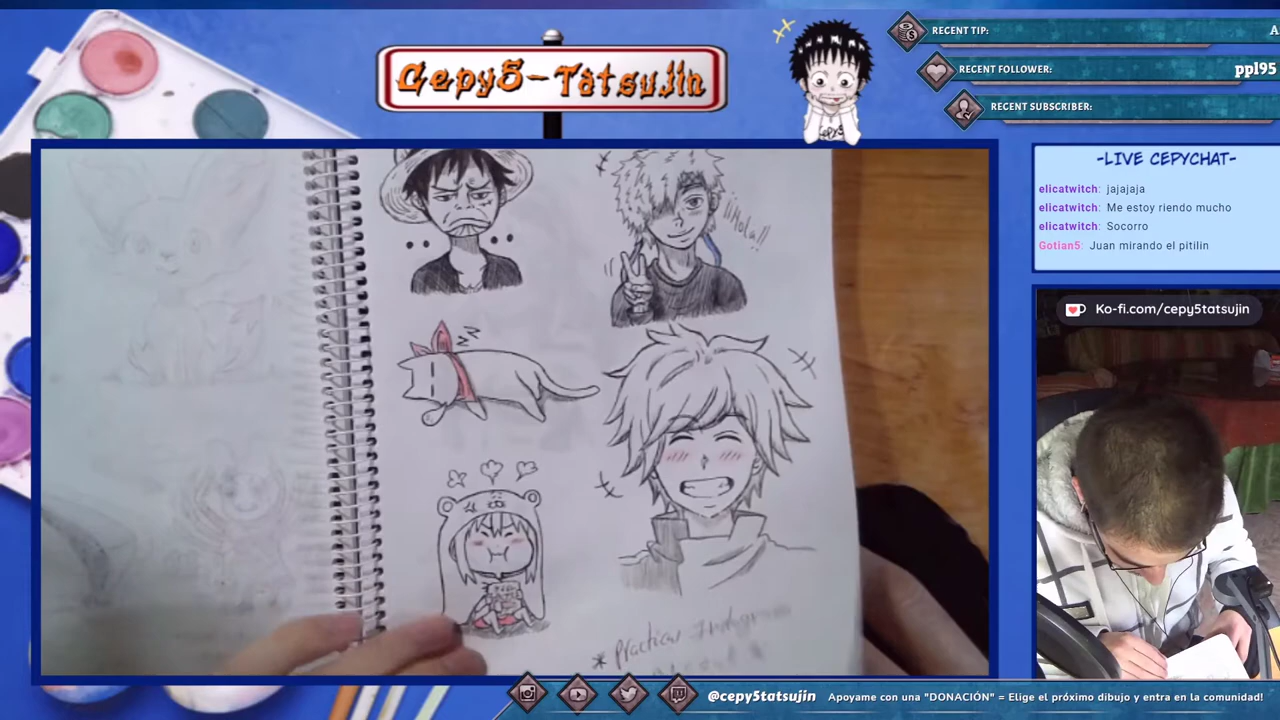 Cepy5-Tatsujin
RECENT TIP:
A
RECENT FOLLOWER:
ppl95
RECENT SUBSCRIBER:
-LIVE CEPYCHAT-
elicatwitch: jajajaja
elicatwitch: Me estoy riendo mucho
elicatwitch: Socorro
Gotian5: Juan mirando el pitilin
Ko-fi.com/cepy5tatsujin
¡¡Hola!!
* Practicar
@cepy5tatsujin
Apoyame con una "DONACIÓN" = Elige el próximo dibujo y entra en la comunidad!